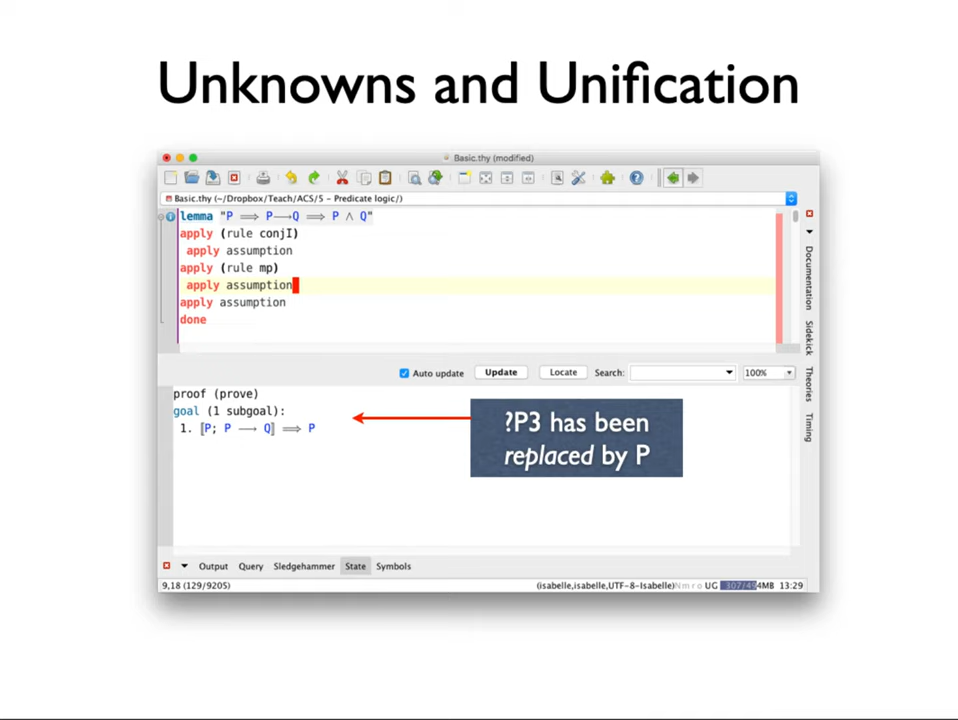 Unknowns and Unification
Basic.thy (modified)
Basic.thy (~/Dropbox/Teach/ACS/5 - Predicate logic/)
lemma "P ⟹ P⟶Q ⟹ P ∧ Q"
apply (rule conjI)
apply assumption
apply (rule mp)
apply assumption
apply assumption
done
Documentation
Sidekick
Theories
Timing
Auto update
Update
Locate
Search:
100%
proof (prove)
goal (1 subgoal):
1. ⟦P; P ⟶ Q⟧ ⟹ P
?P3 has been
replaced by P
Output Query Sledgehammer State Symbols
9,18 (129/9205)
(isabelle,isabelle,UTF-8-Isabelle)Nmro UG
13:29